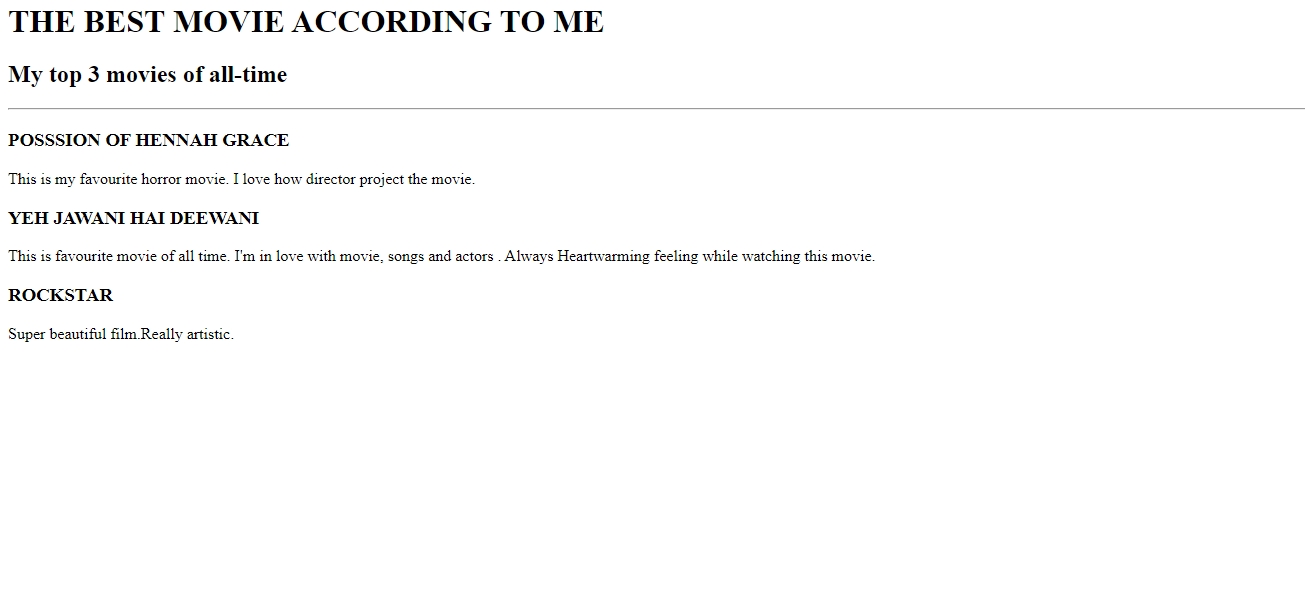 THE BEST MOVIE ACCORDING TO ME
My top 3 movies of all-time
POSSSION OF HENNAH GRACE
This is my favourite horror movie. I love how director project the movie.
YEH JAWANI HAI DEEWANI
This is favourite movie of all time. I'm in love with movie, songs and actors . Always Heartwarming feeling while watching this movie.
ROCKSTAR
Super beautiful film.Really artistic.